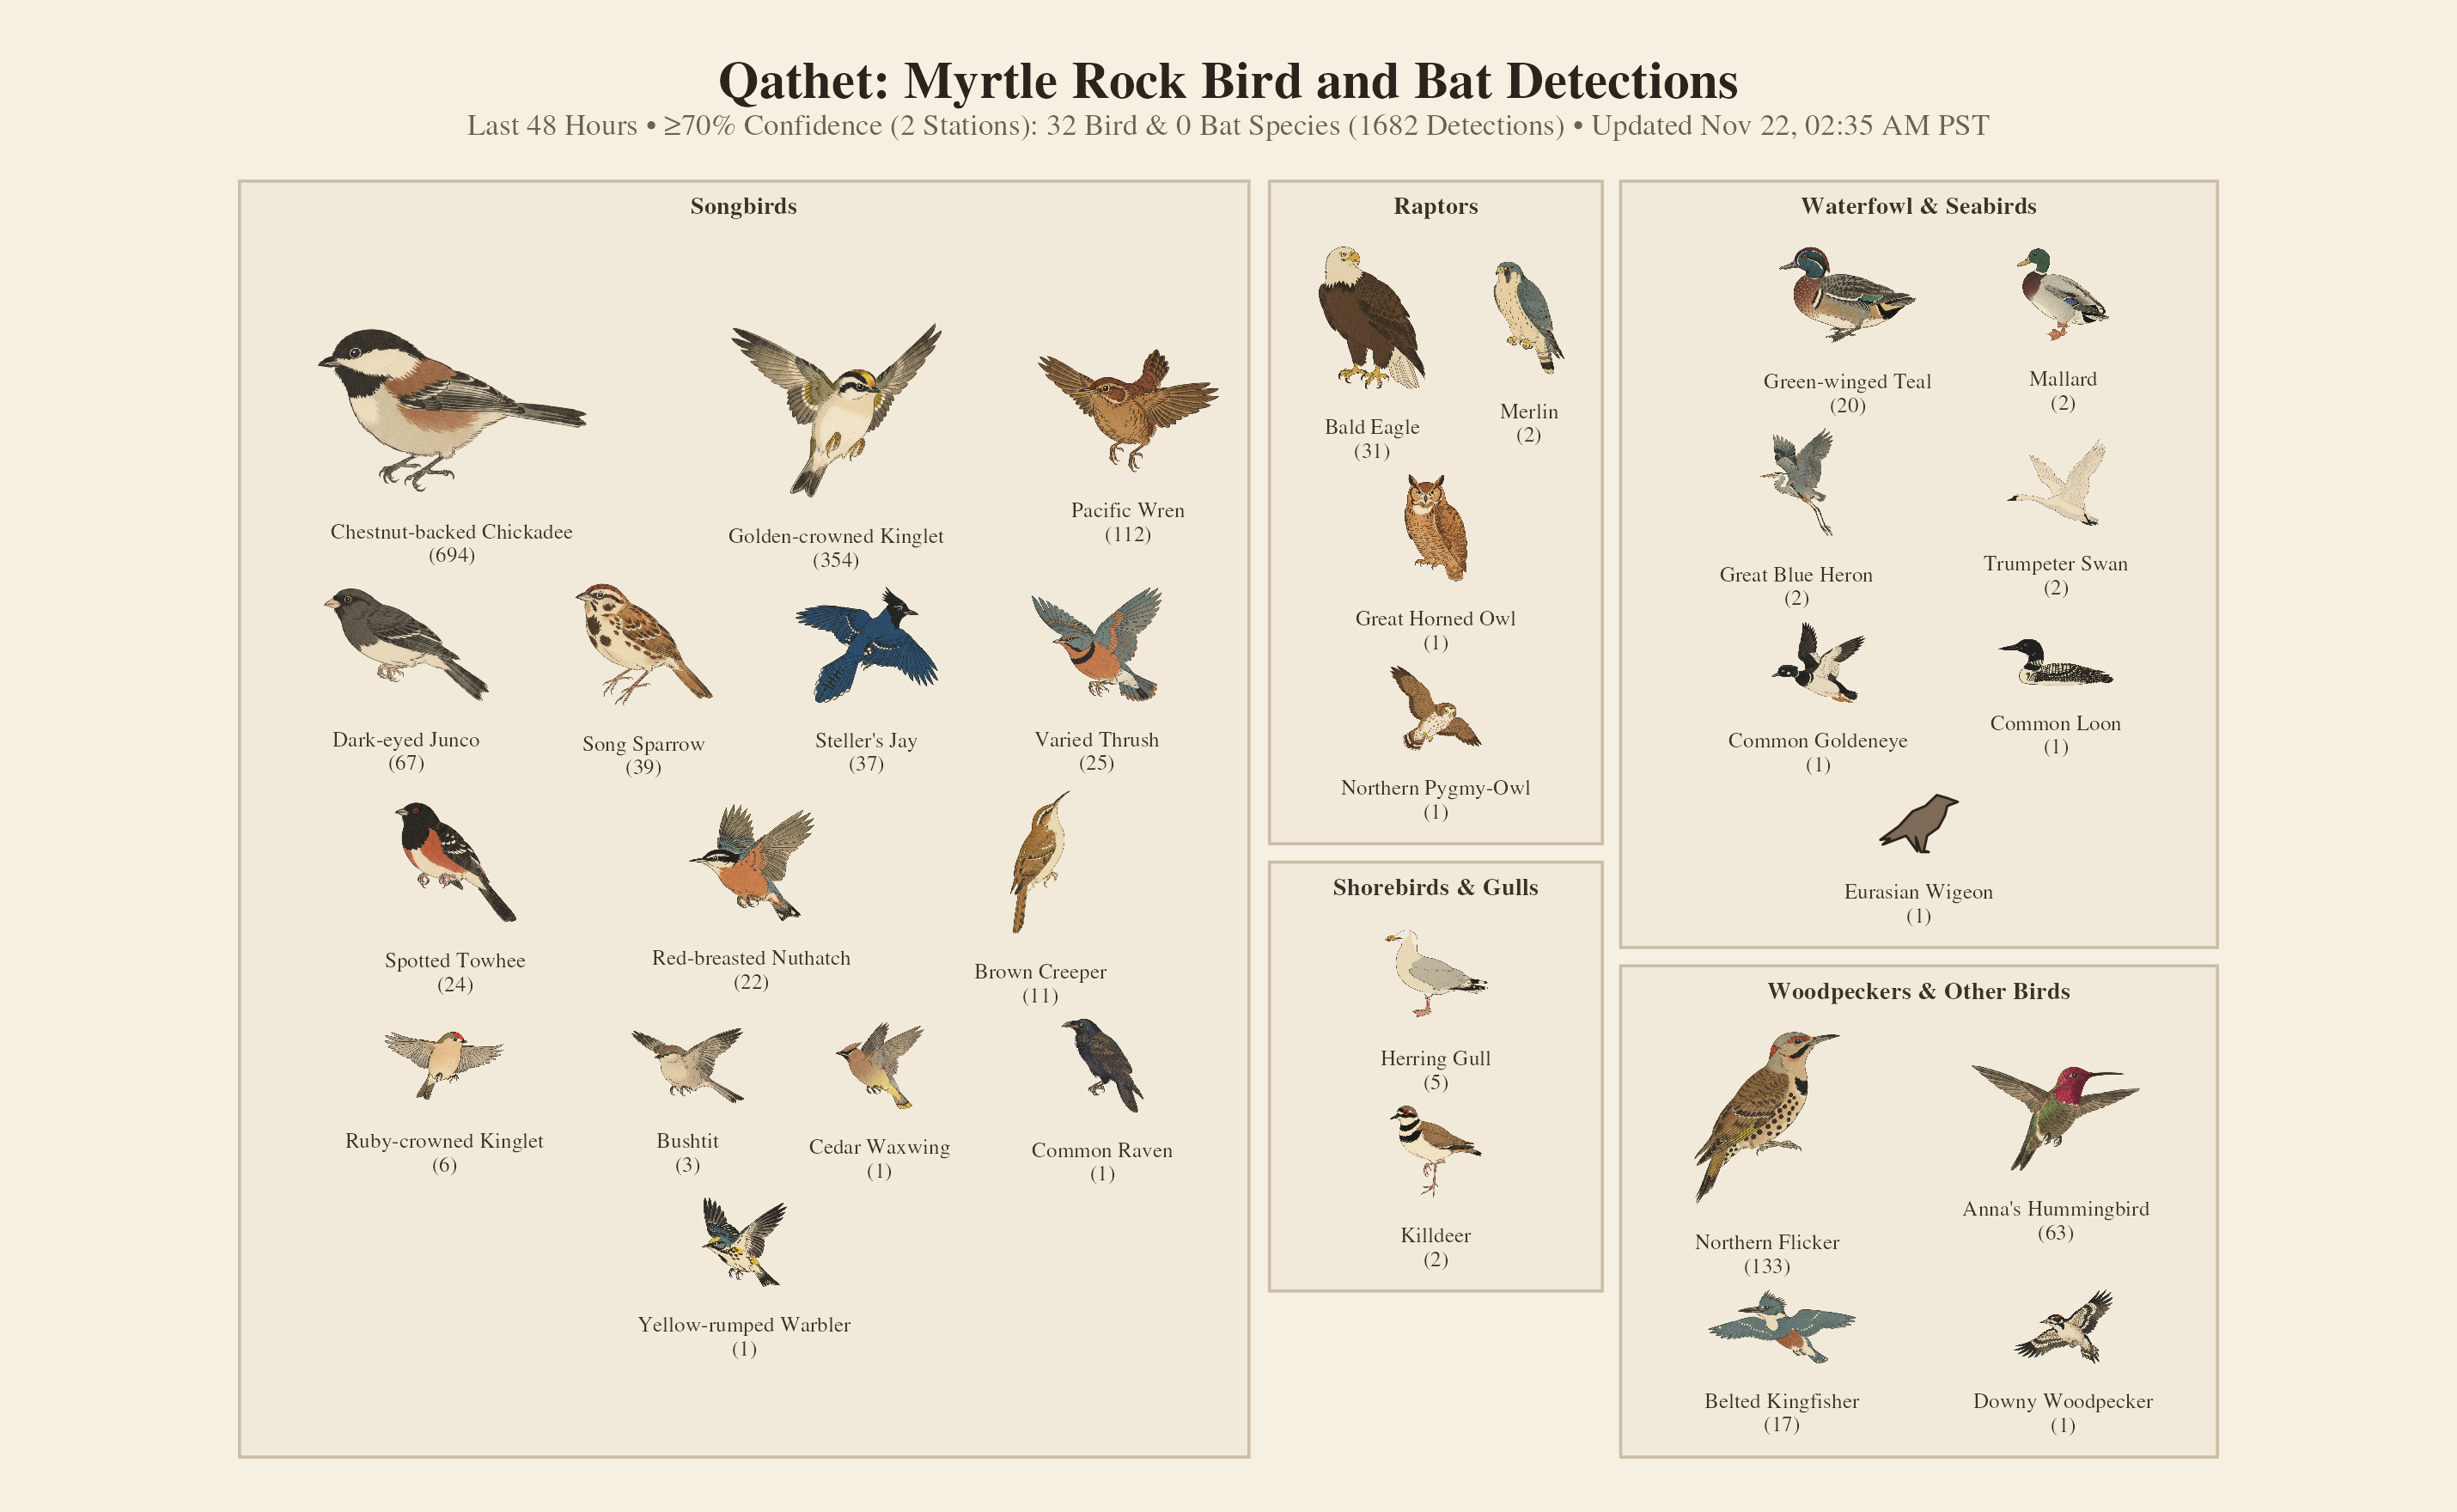 Qathet: Myrtle Rock Bird and Bat Detections
Last 48 Hours • ≥70% Confidence (2 Stations): 32 Bird & 0 Bat Species (1682 Detections) • Updated Nov 22, 02:35 AM PST
Songbirds
Chestnut-backed Chickadee
(694)
Golden-crowned Kinglet
(354)
Pacific Wren
(112)
Dark-eyed Junco
(67)
Song Sparrow
(39)
Steller's Jay
(37)
Varied Thrush
(25)
Spotted Towhee
(24)
Red-breasted Nuthatch
(22)
Brown Creeper
(11)
Ruby-crowned Kinglet
(6)
Bushtit
(3)
Cedar Waxwing
(1)
Common Raven
(1)
Yellow-rumped Warbler
(1)
Raptors
Bald Eagle
(31)
Merlin
(2)
Great Horned Owl
(1)
Northern Pygmy-Owl
(1)
Shorebirds & Gulls
Herring Gull
(5)
Killdeer
(2)
Waterfowl & Seabirds
Green-winged Teal
(20)
Mallard
(2)
Great Blue Heron
(2)
Trumpeter Swan
(2)
Common Goldeneye
(1)
Common Loon
(1)
Eurasian Wigeon
(1)
Woodpeckers & Other Birds
Northern Flicker
(133)
Anna's Hummingbird
(63)
Belted Kingfisher
(17)
Downy Woodpecker
(1)